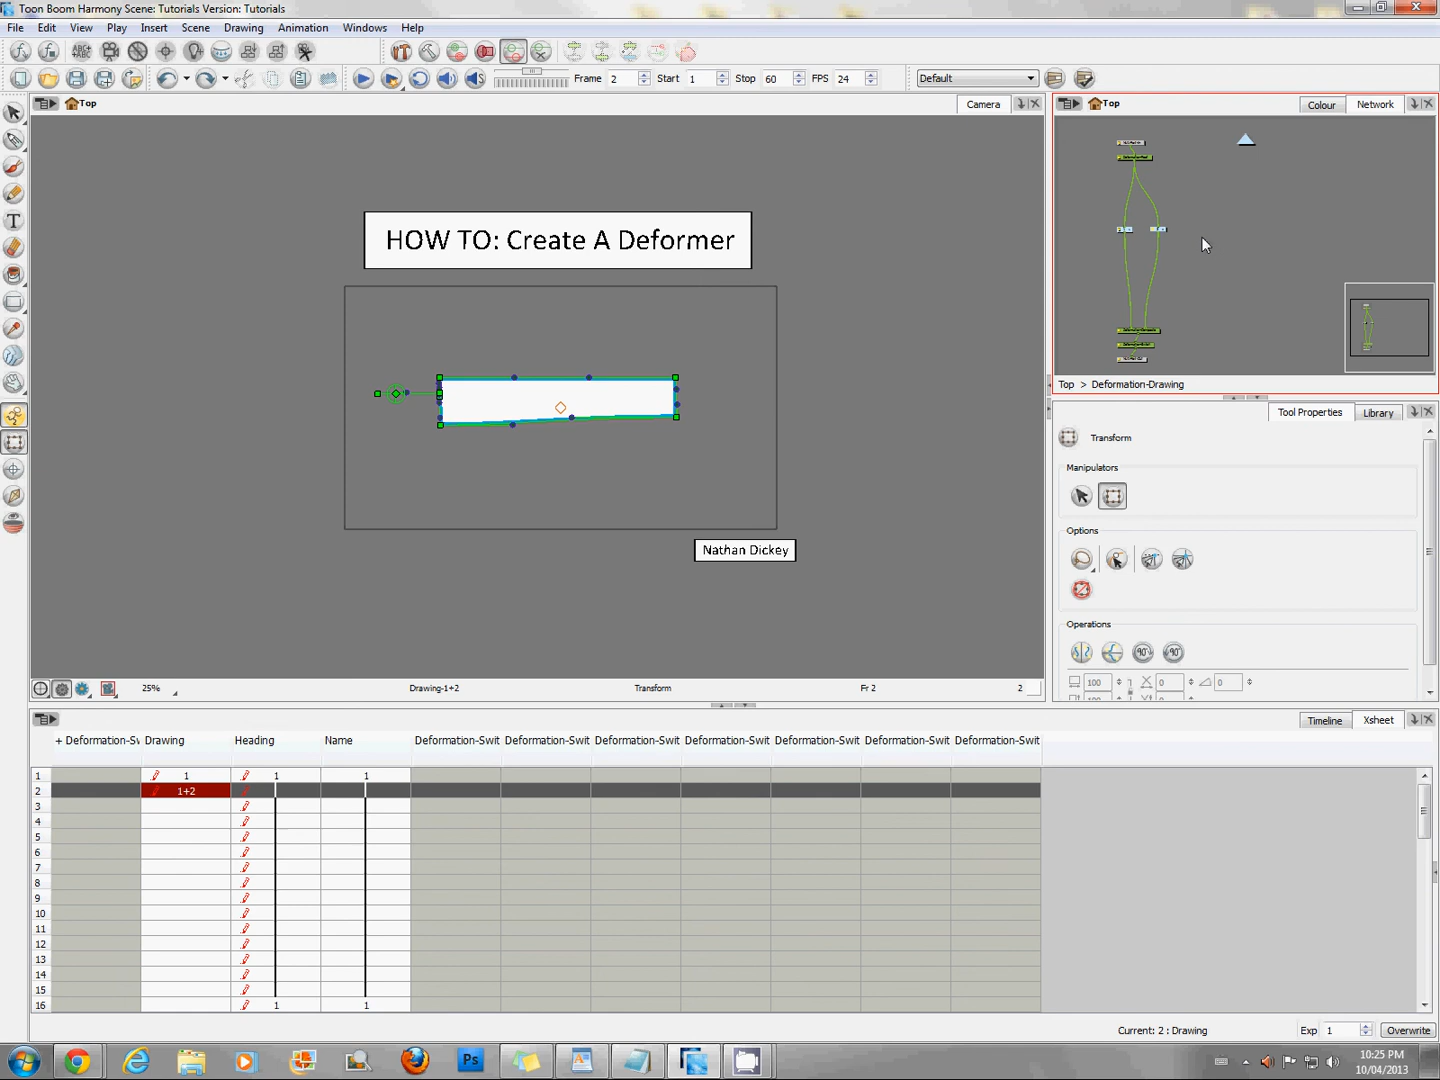 Toon Boom Harmony Scene: Tutorials Version: Tutorials
File Edit View Play Insert Scene Drawing Animation Windows Help
Frame 2 Start 1 Stop 60 FPS 24 Default
Top Camera
Top Colour Network
HOW TO: Create A Deformer
Nathan Dickey
Top > Deformation-Drawing
Tool Properties Library
Transform
Manipulators
Options
Operations
100 0 0
25% Drawing-1+2 Transform Fr 2 2
Timeline Xsheet
+ Deformation-Sv Drawing Heading Name Deformation-Swit Deformation-Swit Deformation-Swit Deformation-Swit Deformation-Swit Deformation-Swit Deformation-Swit
1 1 1 1
2 1+2
3
4
5
6
7
8
9
10
11
12
13
14
15
16 1 1
Current: 2 : Drawing Exp 1 Overwrite
Ps
10:25 PM
10/04/2013